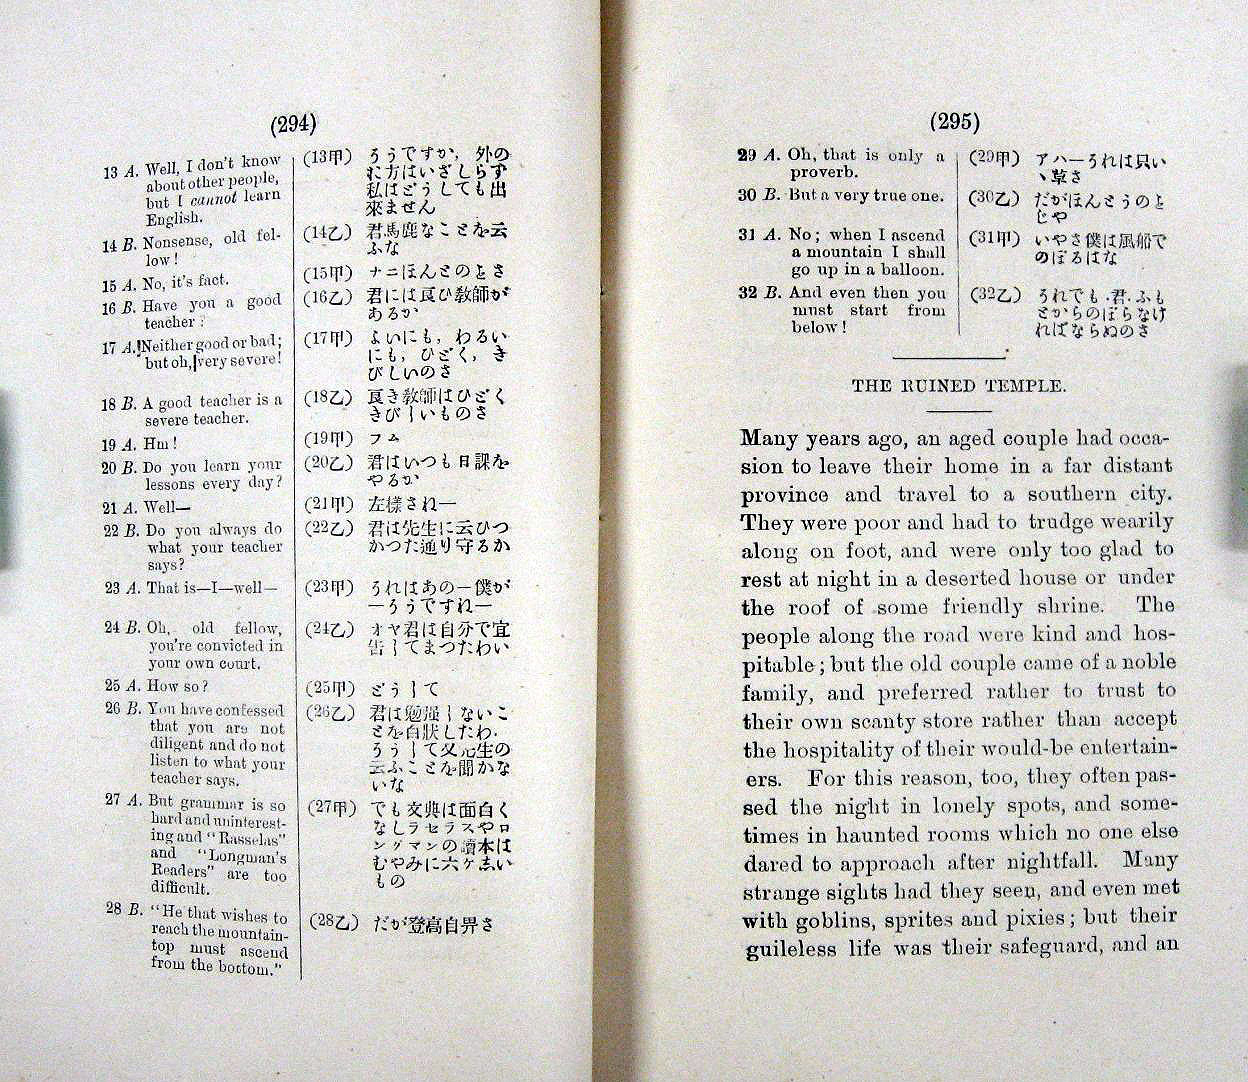 (294)
13 A. Well, I don't know
about other people,
but I cannot learn
English.
14 B. Nonsense, old fel-
low!
15 A. No, it's fact.
16 B. Have you a good
teacher:
17 A. Neither good or bad;
but oh, very severe!
18 B. A good teacher is a
severe teacher.
19 A. Hm!
20 B. Do you learn your
lessons every day?
21 A. Well—
22 B. Do you always do
what your teacher
says?
23 A. That is—I—well—
24 B. Oh, old fellow,
you're convicted in
your own court.
25 A. How so?
26 B. You have confessed
that you are not
diligent and do not
listen to what your
teacher says.
27 A. But grammar is so
hard and uninterest-
ing and "Rasselas"
and "Longman's
Readers" are too
difficult.
28 B. "He that wishes to
reach the mountain-
top must ascend
from the bottom."
(13甲) そうですか, 外の
む方はいざしらず
私はどうしても出
來ません
(14乙) 君馬鹿なことを云
ふな
(15甲) ナニほんとのとさ
(16乙) 君には良ひ教師が
あるか
(17甲) よいにも, わるい
にも, ひどく, き
びしいのさ
(18乙) 良き教師はひどく
きびしいものさ
(19甲) フム
(20乙) 君はいつも日課を
やるか
(21甲) 左樣さねー
(22乙) 君は先生に云ひつ
かつた通り守るか
(23甲) それはあのー僕が
ーそうですねー
(24乙) オヤ君は自分で宣
告してまつたわい
(25甲) どうして
(26乙) 君は勉强しないこ
とを白狀したわ.
そうして又先生の
云ふことを聞かな
いな
(27甲) でも文典は面白く
なしラセラスやロ
ングマンの讀本は
むやみに六ケ志い
もの
(28乙) だが登高自卑さ
(295)
29 A. Oh, that is only a
proverb.
30 B. But a very true one.
31 A. No; when I ascend
a mountain I shall
go up in a balloon.
32 B. And even then you
must start from
below!
(29甲) アハーそれは只い
ヽ草さ
(30乙) だがほんとうのと
じや
(31甲) いやさ僕は風船で
のぼるはな
(32乙) それでも君ふも
とからのぼらなけ
ればならぬのさ
THE RUINED TEMPLE.
Many years ago, an aged couple had occa-
sion to leave their home in a far distant
province and travel to a southern city.
They were poor and had to trudge wearily
along on foot, and were only too glad to
rest at night in a deserted house or under
the roof of some friendly shrine. The
people along the road were kind and hos-
pitable; but the old couple came of a noble
family, and preferred rather to trust to
their own scanty store rather than accept
the hospitality of their would-be entertain-
ers. For this reason, too, they often pas-
sed the night in lonely spots, and some-
times in haunted rooms which no one else
dared to approach after nightfall. Many
strange sights had they seen, and even met
with goblins, sprites and pixies; but their
guileless life was their safeguard, and an